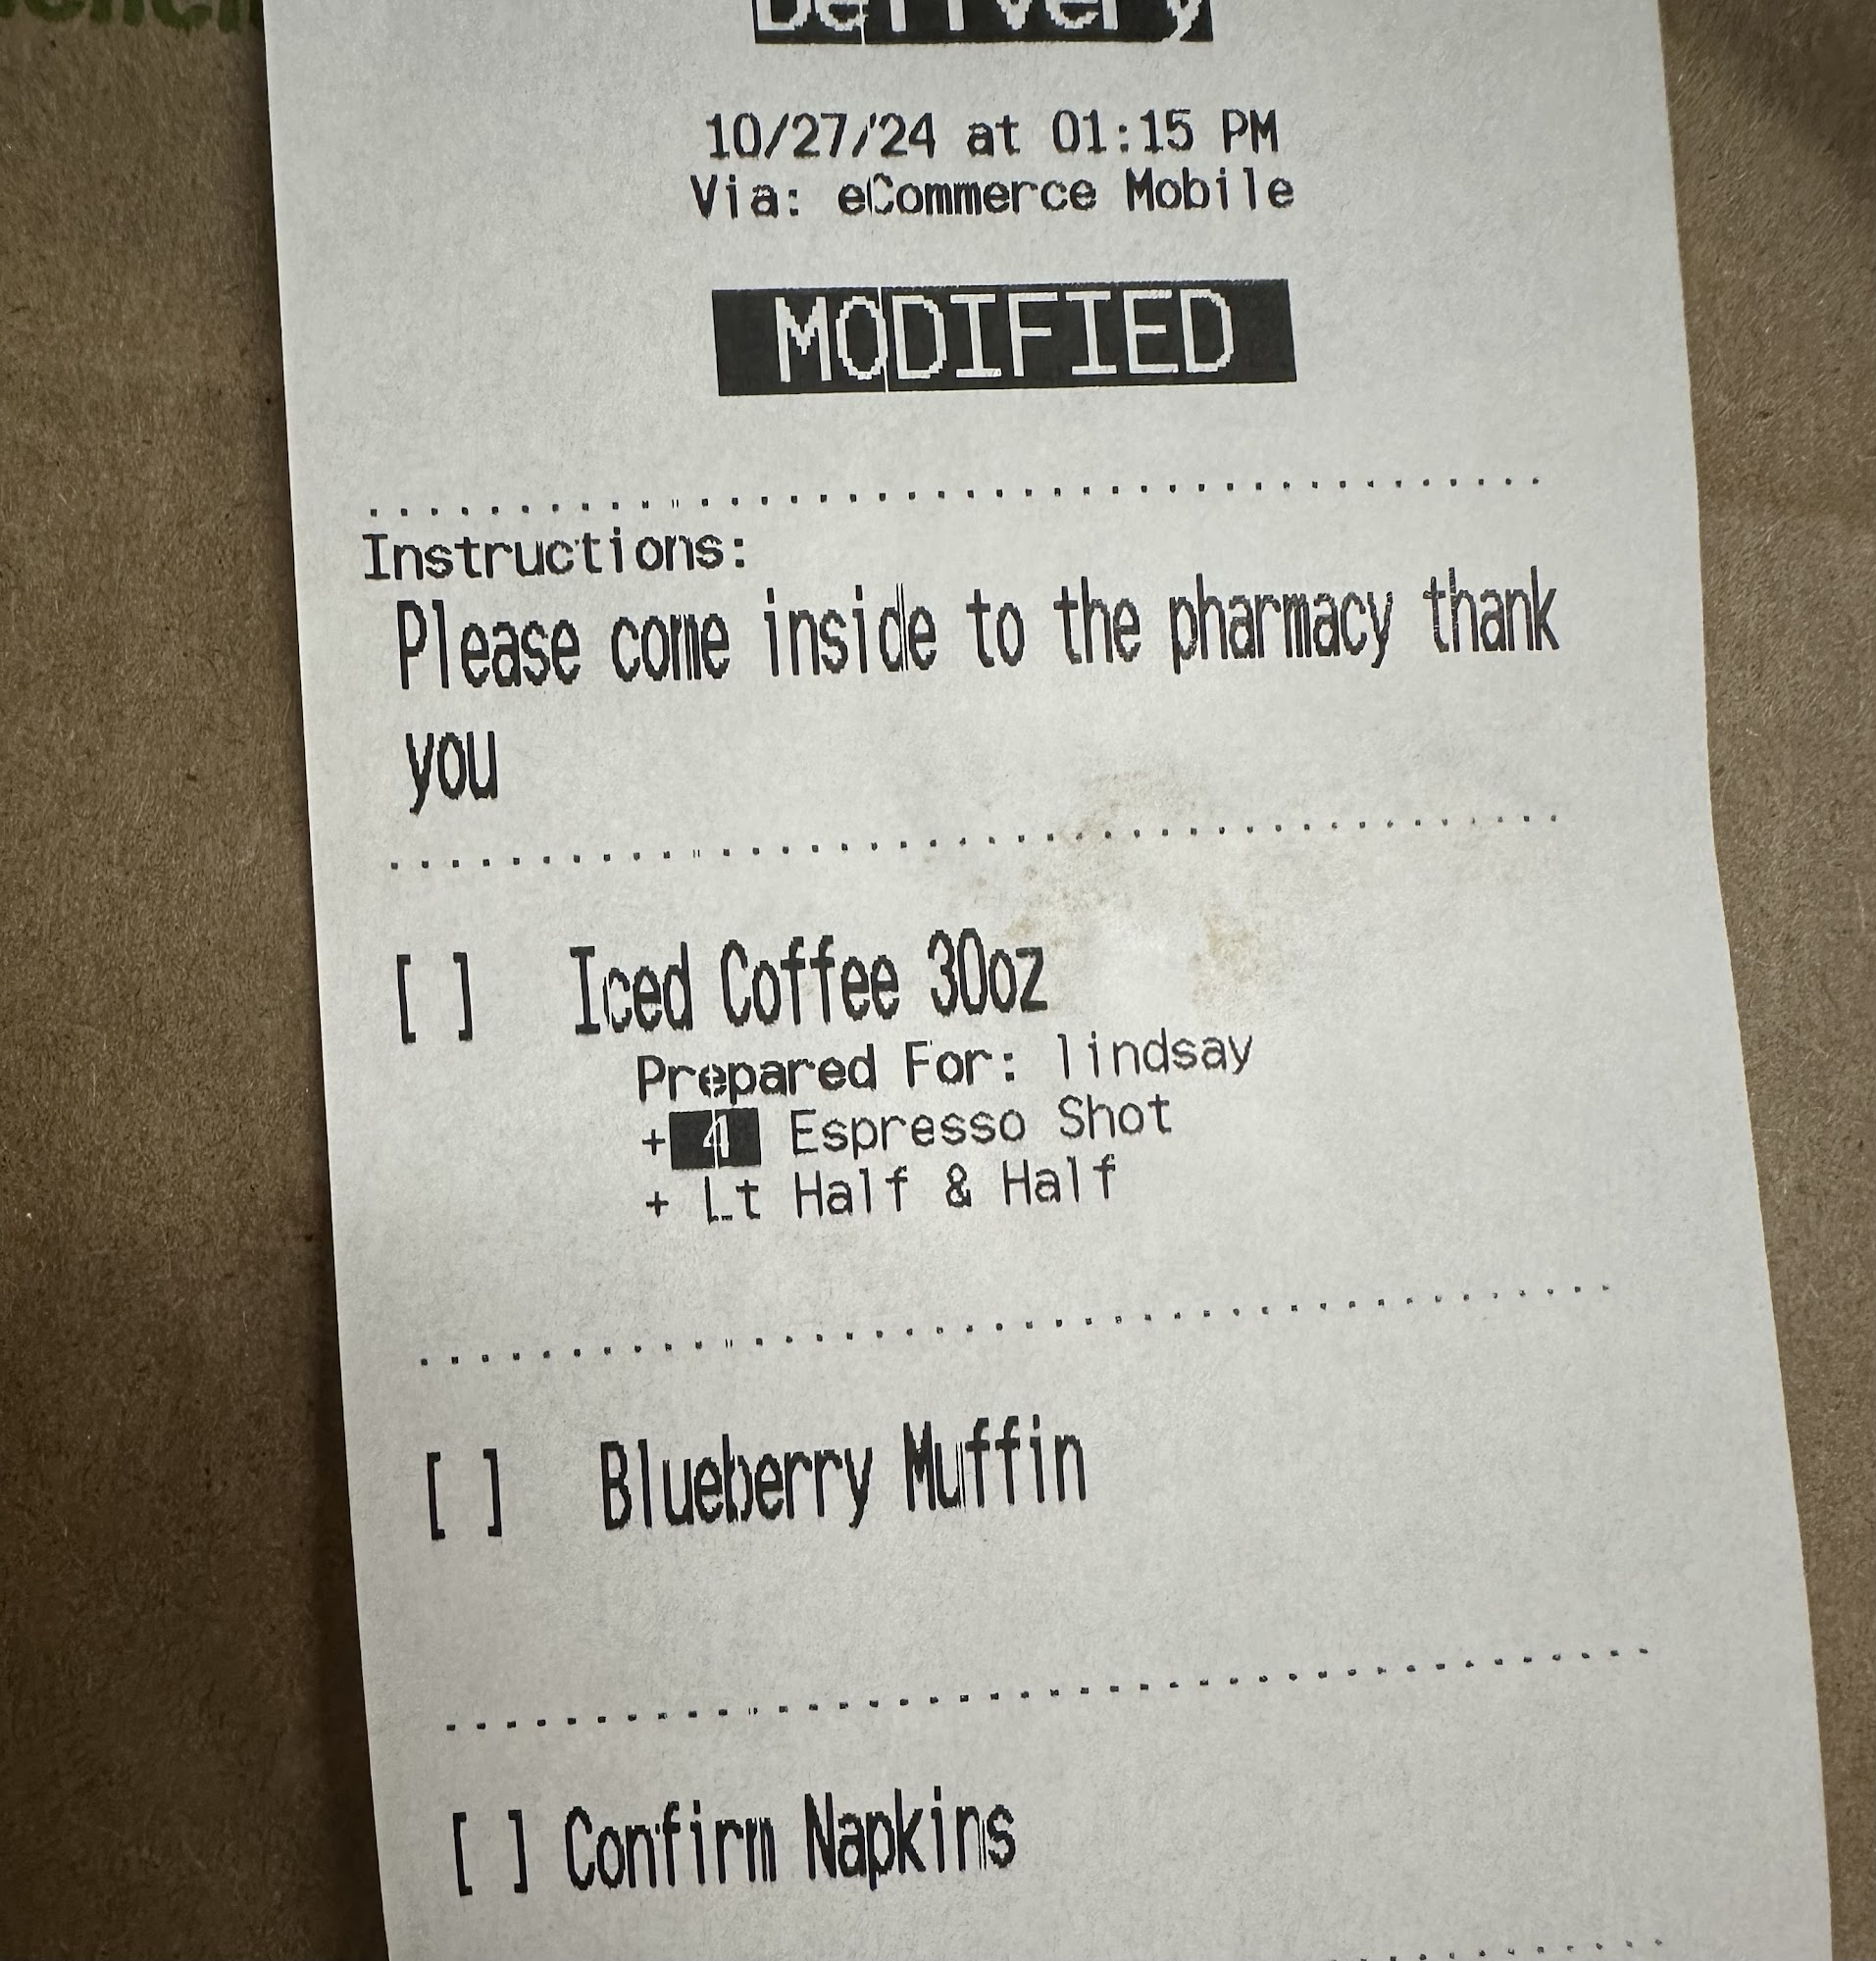 Delivery
10/27/24 at 01:15 PM
Via: eCommerce Mobile
MODIFIED
Instructions:
Please come inside to the pharmacy thank
you
[ ] Iced Coffee 30oz
Prepared For: lindsay
+ 4 Espresso Shot
+ Lt Half & Half
[ ] Blueberry Muffin
[ ] Confirm Napkins